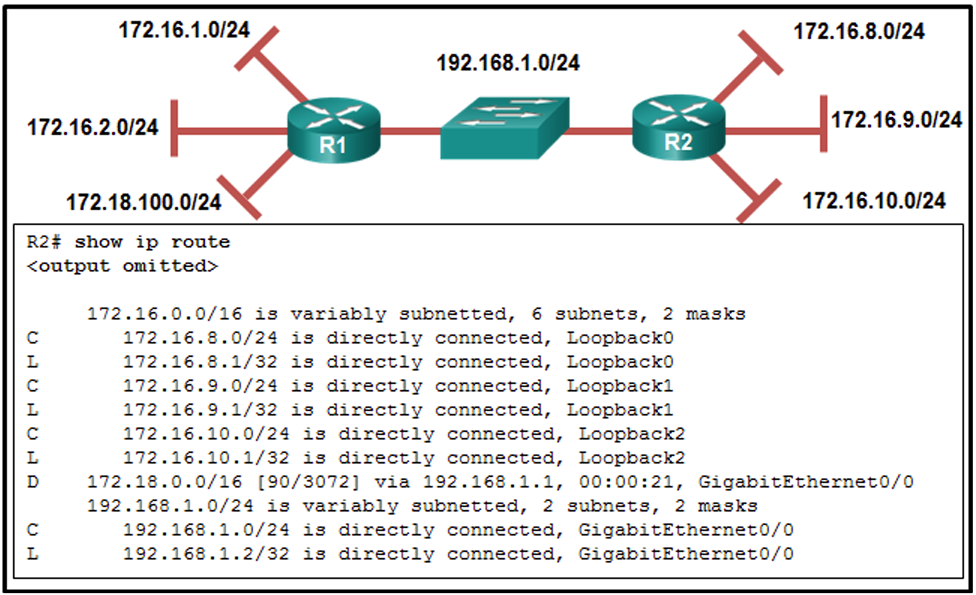 172.16.1.0/24
172.16.8.0/24
192.168.1.0/24
172.16.2.0/24
172.16.9.0/24
R1
R2
172.18.100.0/24
172.16.10.0/24
R2# show ip route
<output omitted>
172.16.0.0/16 is variably subnetted, 6 subnets, 2 masks
C 172.16.8.0/24 is directly connected, Loopback0
L 172.16.8.1/32 is directly connected, Loopback0
C 172.16.9.0/24 is directly connected, Loopback1
L 172.16.9.1/32 is directly connected, Loopback1
C 172.16.10.0/24 is directly connected, Loopback2
L 172.16.10.1/32 is directly connected, Loopback2
D 172.18.0.0/16 [90/3072] via 192.168.1.1, 00:00:21, GigabitEthernet0/0
192.168.1.0/24 is variably subnetted, 2 subnets, 2 masks
C 192.168.1.0/24 is directly connected, GigabitEthernet0/0
L 192.168.1.2/32 is directly connected, GigabitEthernet0/0